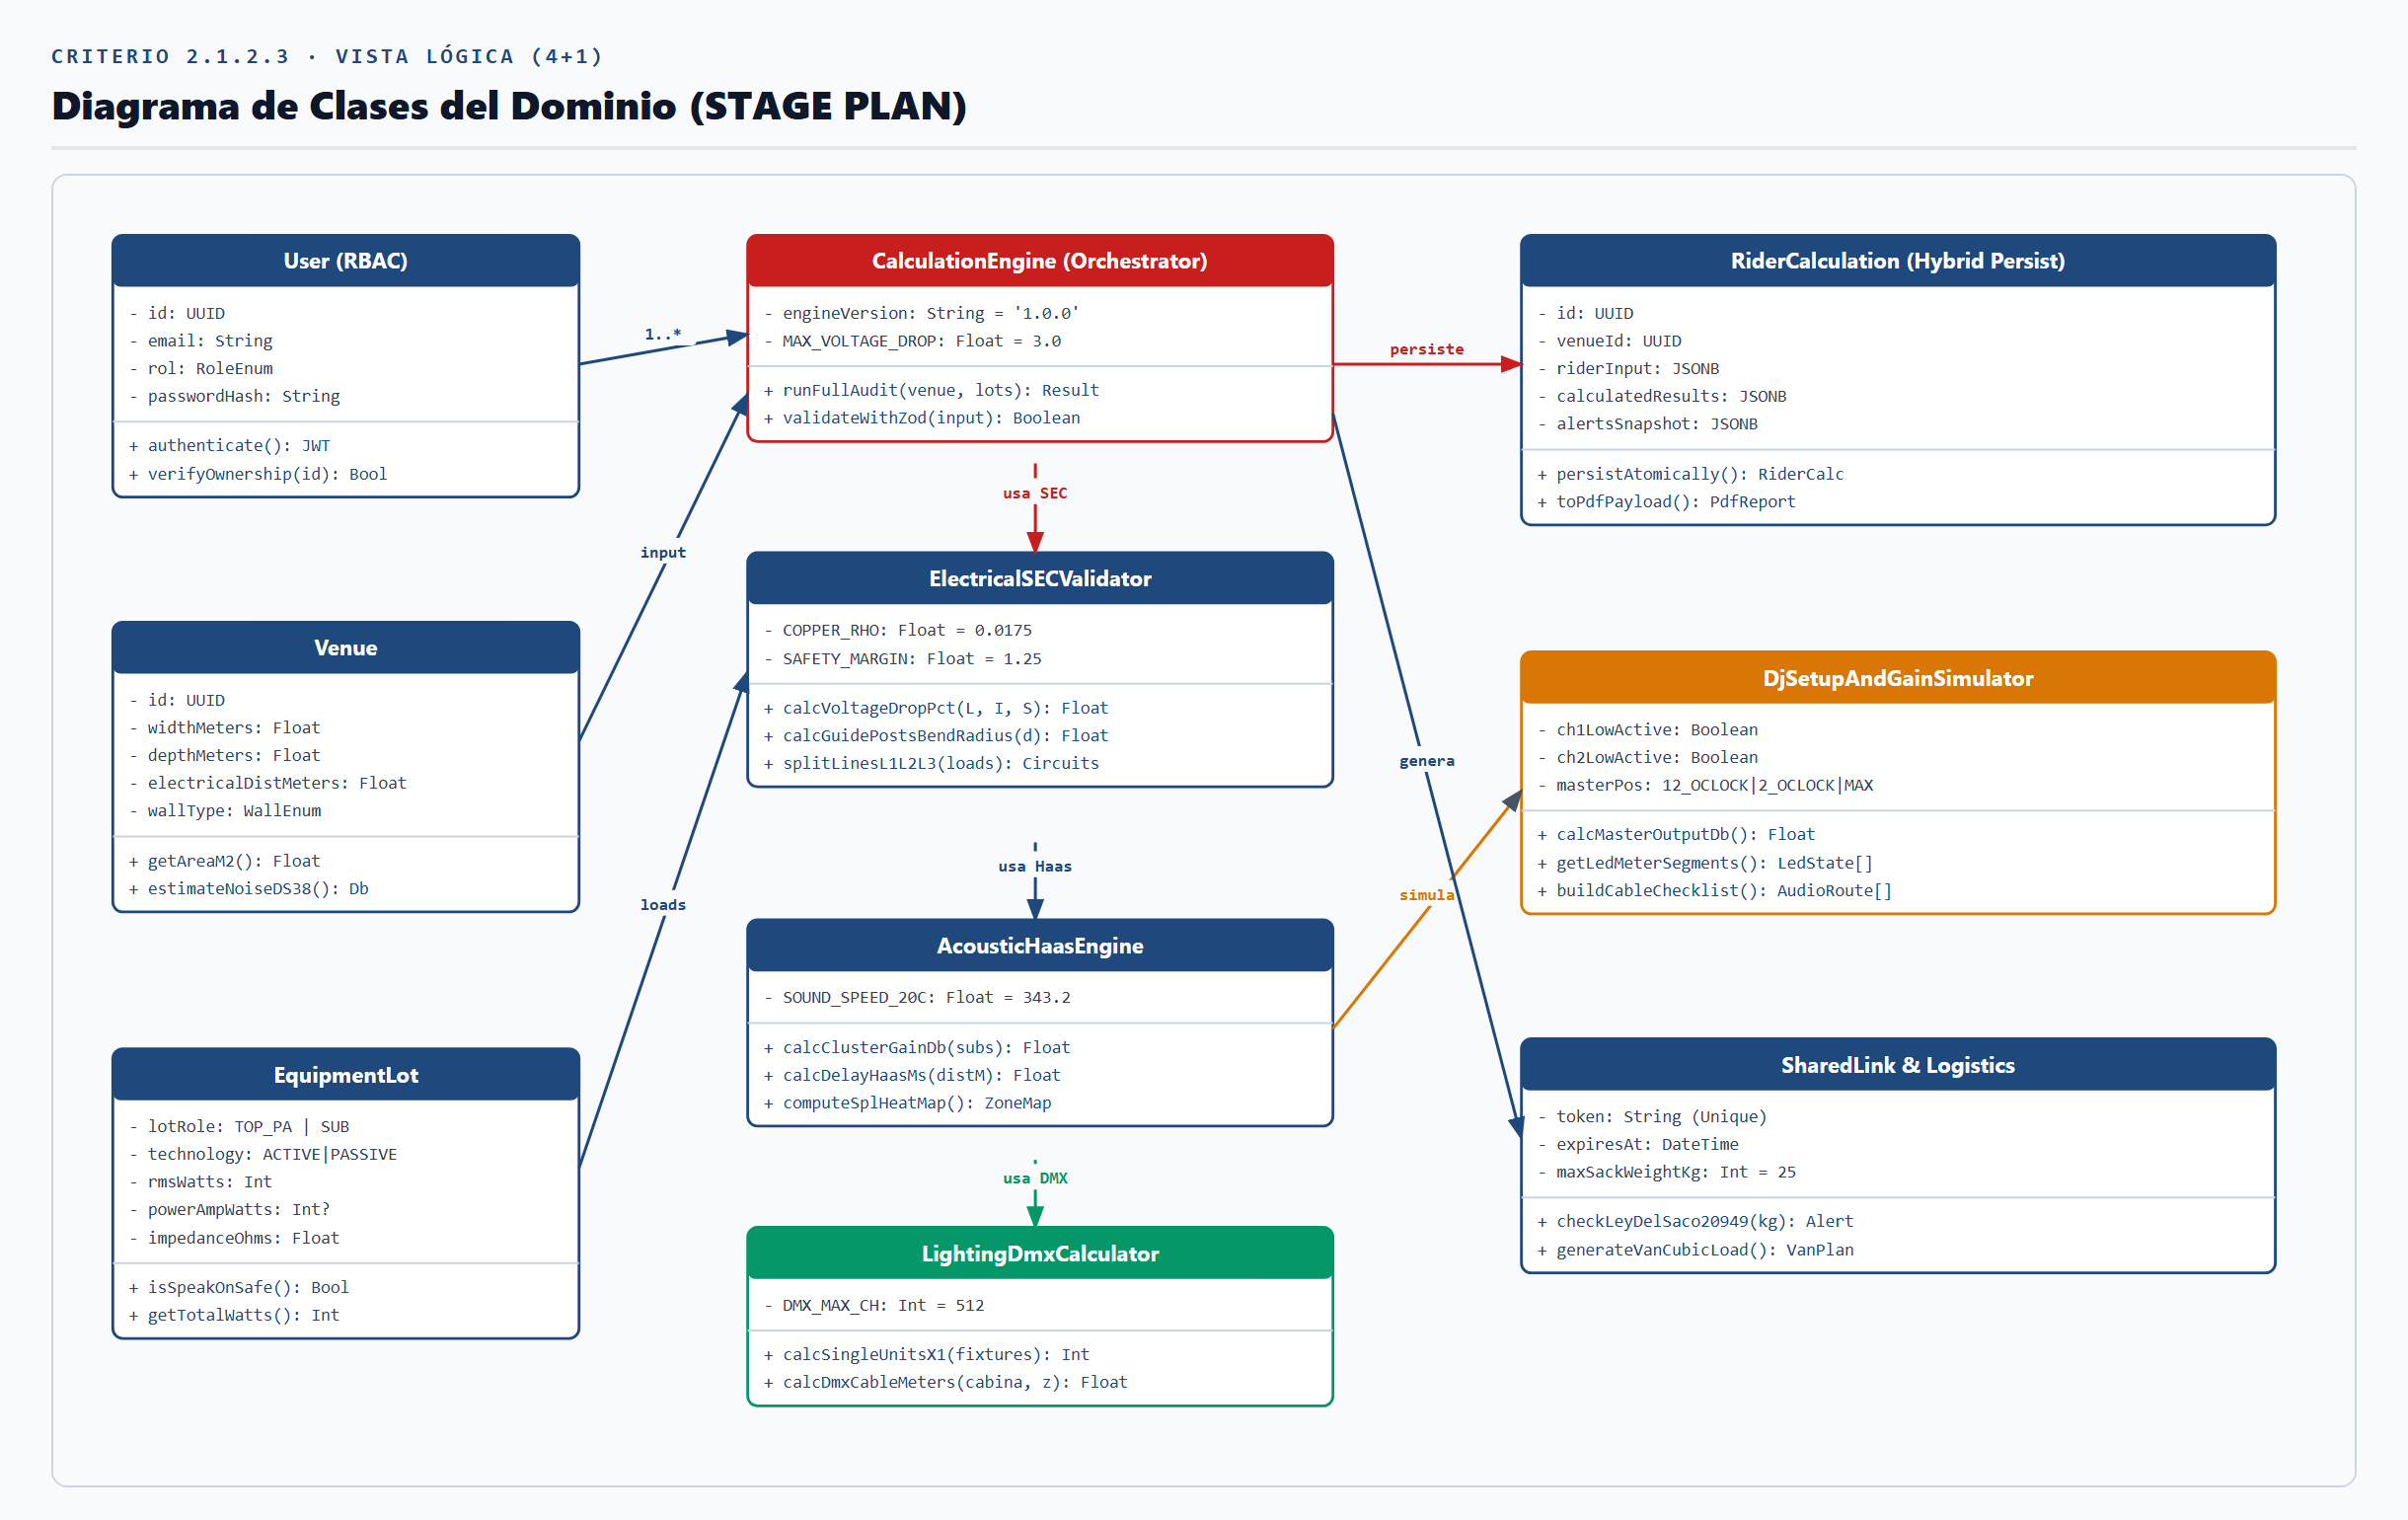 CRITERIO 2.1.2.3 · VISTA LÓGICA (4+1)
Diagrama de Clases del Dominio (STAGE PLAN)
User (RBAC)
- id: UUID
- email: String
- rol: RoleEnum
- passwordHash: String
+ authenticate(): JWT
+ verifyOwnership(id): Bool
1..*
CalculationEngine (Orchestrator)
- engineVersion: String = '1.0.0'
- MAX_VOLTAGE_DROP: Float = 3.0
+ runFullAudit(venue, lots): Result
+ validateWithZod(input): Boolean
persiste
RiderCalculation (Hybrid Persist)
- id: UUID
- venueId: UUID
- riderInput: JSONB
- calculatedResults: JSONB
- alertsSnapshot: JSONB
+ persistAtomically(): RiderCalc
+ toPdfPayload(): PdfReport
usa SEC
input
Venue
- id: UUID
- widthMeters: Float
- depthMeters: Float
- electricalDistMeters: Float
- wallType: WallEnum
+ getAreaM2(): Float
+ estimateNoiseDS38(): Db
ElectricalSECValidator
- COPPER_RHO: Float = 0.0175
- SAFETY_MARGIN: Float = 1.25
+ calcVoltageDropPct(L, I, S): Float
+ calcGuidePostsBendRadius(d): Float
+ splitLinesL1L2L3(loads): Circuits
genera
DjSetupAndGainSimulator
- ch1LowActive: Boolean
- ch2LowActive: Boolean
- masterPos: 12_OCLOCK|2_OCLOCK|MAX
+ calcMasterOutputDb(): Float
+ getLedMeterSegments(): LedState[]
+ buildCableChecklist(): AudioRoute[]
usa Haas
loads
simula
EquipmentLot
- lotRole: TOP_PA | SUB
- technology: ACTIVE|PASSIVE
- rmsWatts: Int
- powerAmpWatts: Int?
- impedanceOhms: Float
+ isSpeakOnSafe(): Bool
+ getTotalWatts(): Int
AcousticHaasEngine
- SOUND_SPEED_20C: Float = 343.2
+ calcClusterGainDb(subs): Float
+ calcDelayHaasMs(distM): Float
+ computeSplHeatMap(): ZoneMap
SharedLink & Logistics
- token: String (Unique)
- expiresAt: DateTime
- maxSackWeightKg: Int = 25
+ checkLeyDelSaco20949(kg): Alert
+ generateVanCubicLoad(): VanPlan
usa DMX
LightingDmxCalculator
- DMX_MAX_CH: Int = 512
+ calcSingleUnitsX1(fixtures): Int
+ calcDmxCableMeters(cabina, z): Float